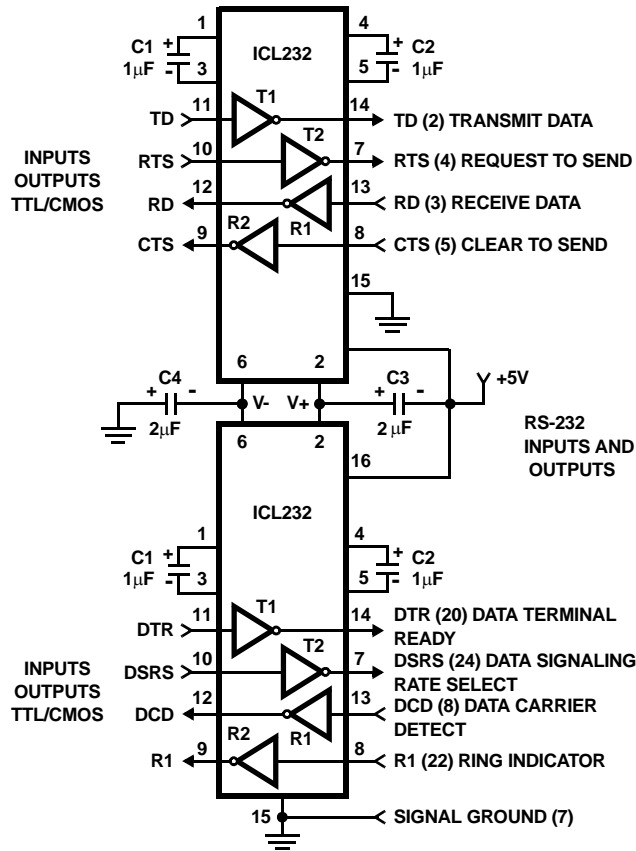 1
4
C1 +
1µF -
3
ICL232
+ C2
- 1µF
5
T1
TD 11 14 TD (2) TRANSMIT DATA
T2
RTS 10 7 RTS (4) REQUEST TO SEND
INPUTS
OUTPUTS
TTL/CMOS
RD 12 13 RD (3) RECEIVE DATA
R2 R1
CTS 9 8 CTS (5) CLEAR TO SEND
15
6 2
C4
+ -
2µF
V- V+
C3
+ -
2µF
+5V
RS-232
INPUTS AND
OUTPUTS
6 2
16
ICL232
1
4
C1 +
1µF -
3
+ C2
- 1µF
5
T1
DTR 11 14 DTR (20) DATA TERMINAL
READY
T2
DSRS 10 7 DSRS (24) DATA SIGNALING
RATE SELECT
INPUTS
OUTPUTS
TTL/CMOS
DCD 12 13 DCD (8) DATA CARRIER
DETECT
R2 R1
R1 9 8 R1 (22) RING INDICATOR
15 SIGNAL GROUND (7)